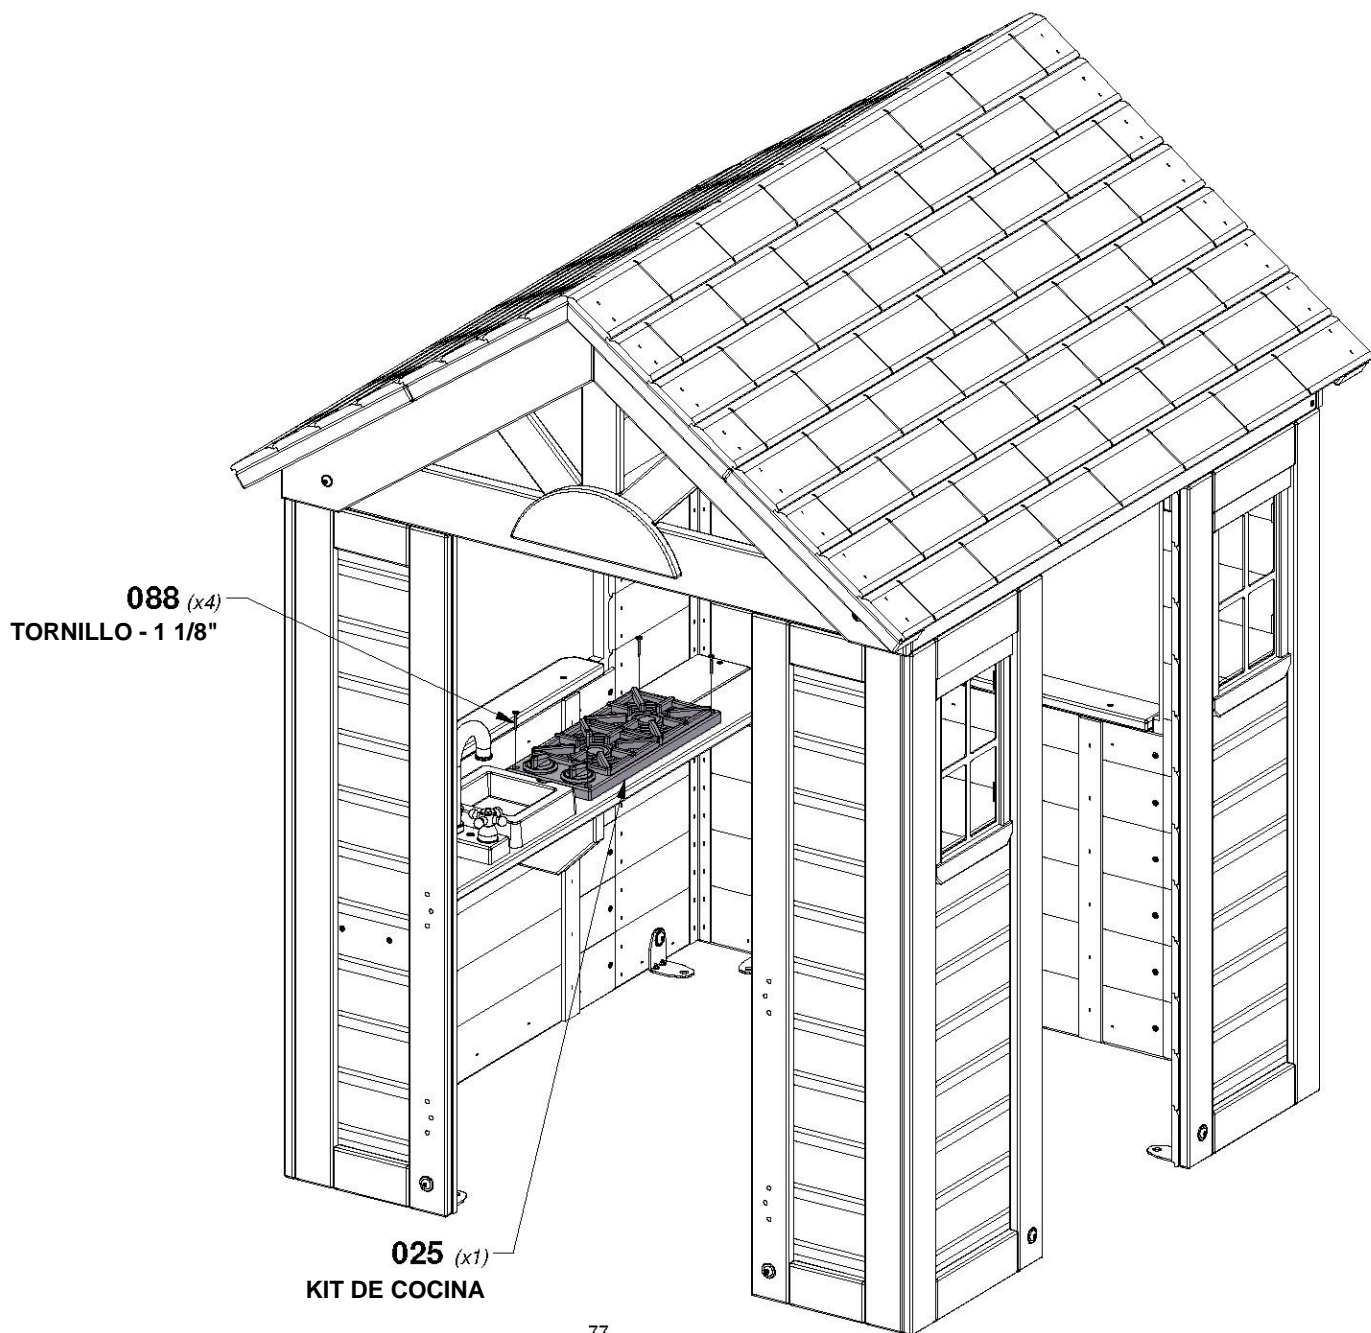 088 (x4)
TORNILLO - 1 1/8"
025 (x1)
KIT DE COCINA
77